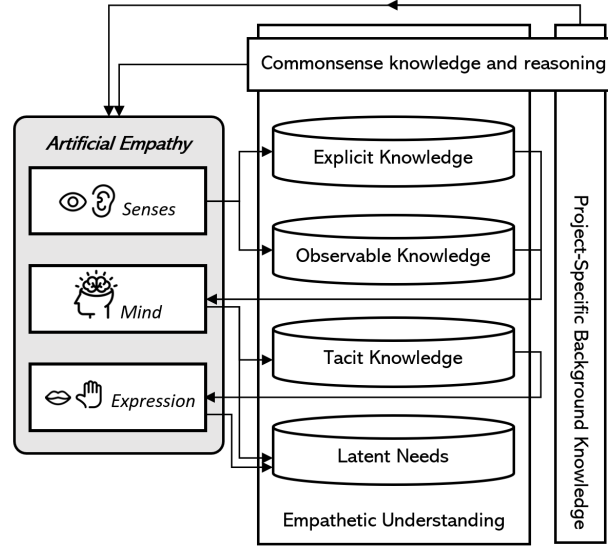 Commonsense knowledge and reasoning
Artificial Empathy
Senses
Mind
Expression
Explicit Knowledge
Observable Knowledge
Tacit Knowledge
Latent Needs
Empathetic Understanding
Project-Specific Background Knowledge